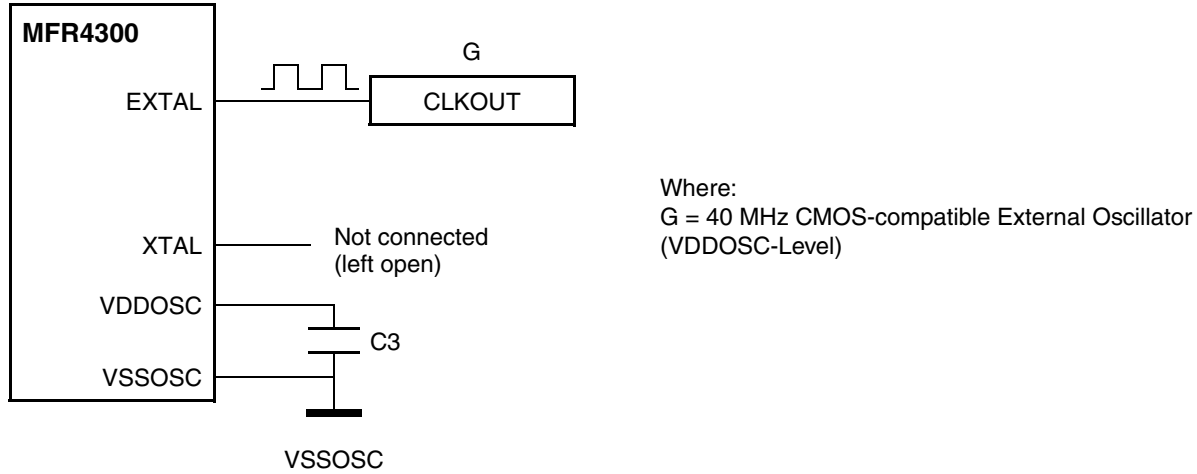 MFR4300
G
EXTAL
CLKOUT
Where:
G = 40 MHz CMOS-compatible External Oscillator
(VDDOSC-Level)
XTAL
Not connected
(left open)
VDDOSC
C3
VSSOSC
VSSOSC